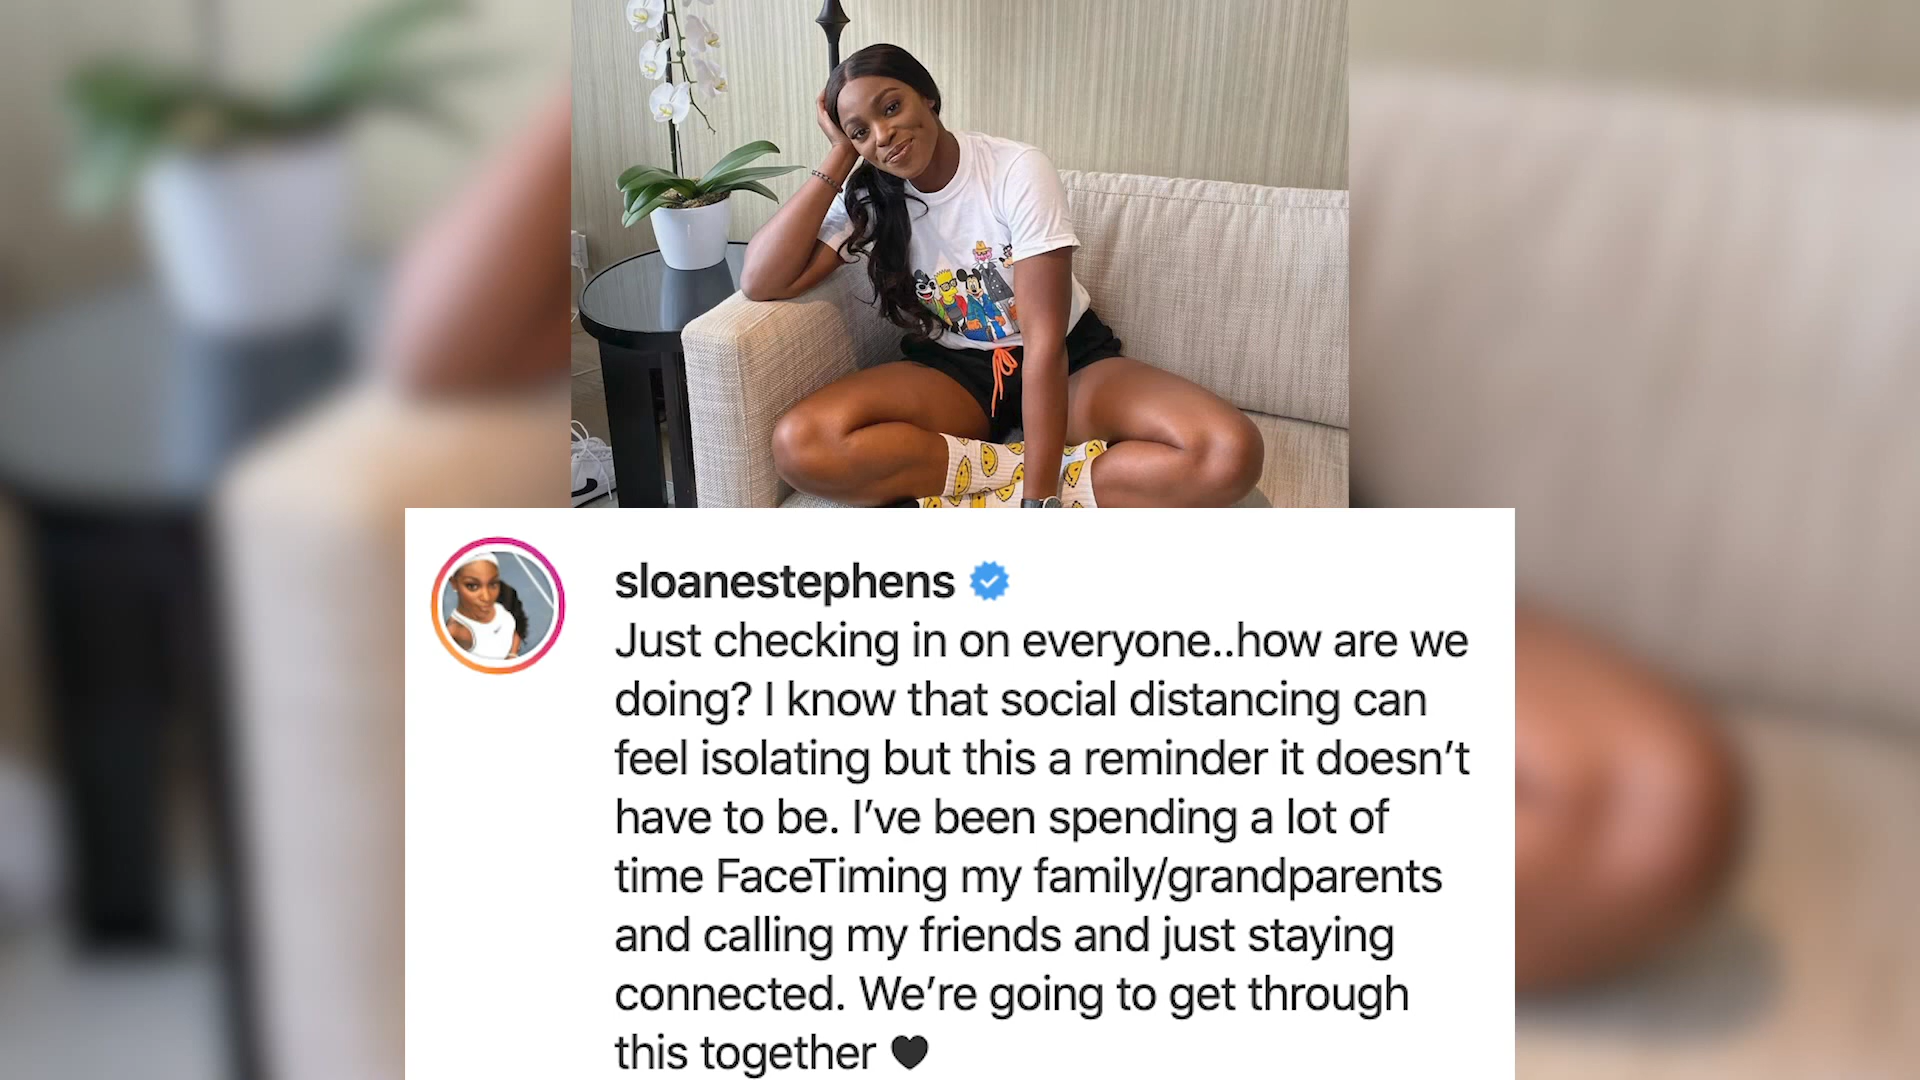 sloanestephens
Just checking in on everyone..how are we
doing? I know that social distancing can
feel isolating but this a reminder it doesn’t
have to be. I’ve been spending a lot of
time FaceTiming my family/grandparents
and calling my friends and just staying
connected. We’re going to get through
this together 🖤